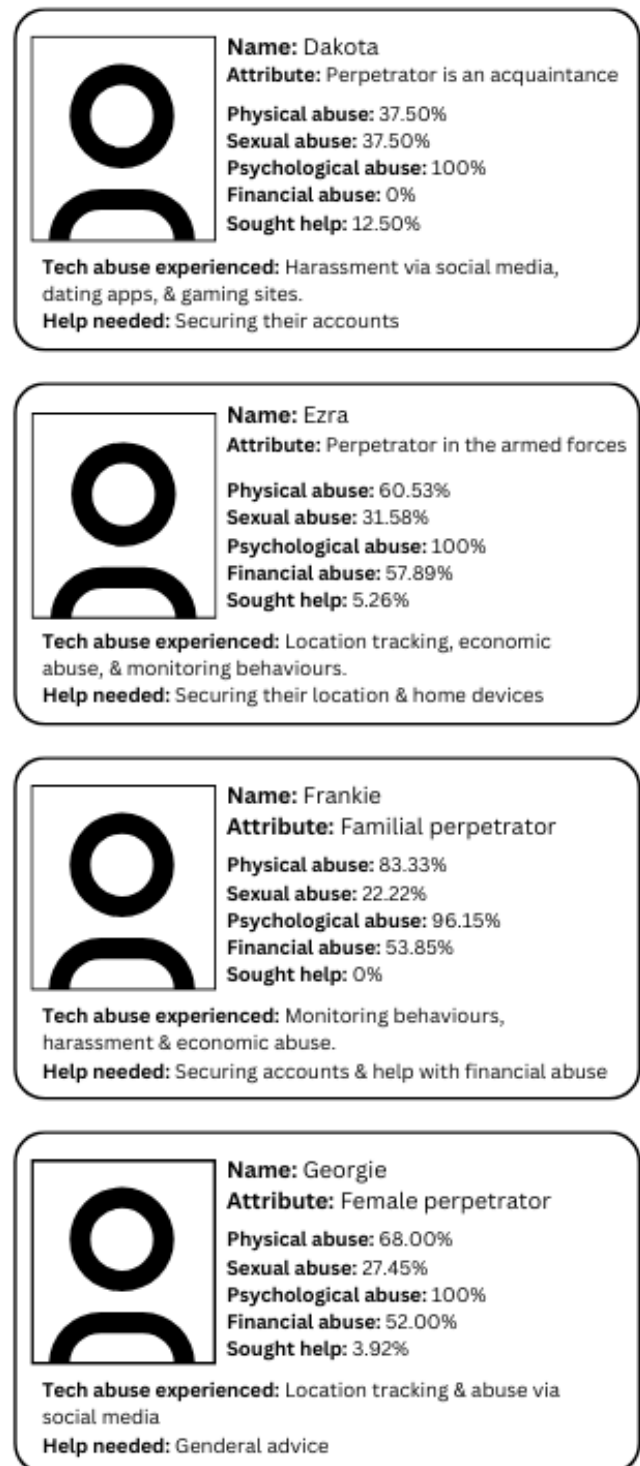 Name: Dakota
Attribute: Perpetrator is an acquaintance
Physical abuse: 37.50%
Sexual abuse: 37.50%
Psychological abuse: 100%
Financial abuse: 0%
Sought help: 12.50%
Tech abuse experienced: Harassment via social media,
dating apps, & gaming sites.
Help needed: Securing their accounts
Name: Ezra
Attribute: Perpetrator in the armed forces
Physical abuse: 60.53%
Sexual abuse: 31.58%
Psychological abuse: 100%
Financial abuse: 57.89%
Sought help: 5.26%
Tech abuse experienced: Location tracking, economic
abuse, & monitoring behaviours.
Help needed: Securing their location & home devices
Name: Frankie
Attribute: Familial perpetrator
Physical abuse: 83.33%
Sexual abuse: 22.22%
Psychological abuse: 96.15%
Financial abuse: 53.85%
Sought help: 0%
Tech abuse experienced: Monitoring behaviours,
harassment & economic abuse.
Help needed: Securing accounts & help with financial abuse
Name: Georgie
Attribute: Female perpetrator
Physical abuse: 68.00%
Sexual abuse: 27.45%
Psychological abuse: 100%
Financial abuse: 52.00%
Sought help: 3.92%
Tech abuse experienced: Location tracking & abuse via
social media
Help needed: Genderal advice